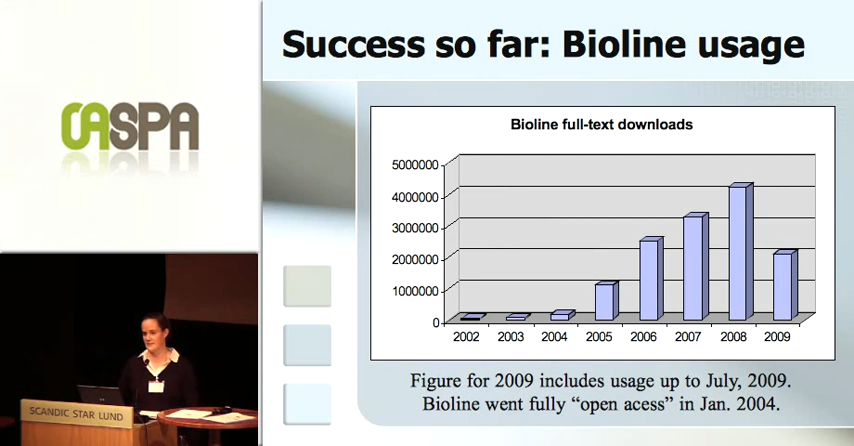 Success so far: Bioline usage
OASPA
Bioline full-text downloads
5000000
4000000
3000000
2000000
1000000
0
2002 2003 2004 2005 2006 2007 2008 2009
Figure for 2009 includes usage up to July, 2009.
Bioline went fully “open acess” in Jan. 2004.
SCANDIC STAR LUND